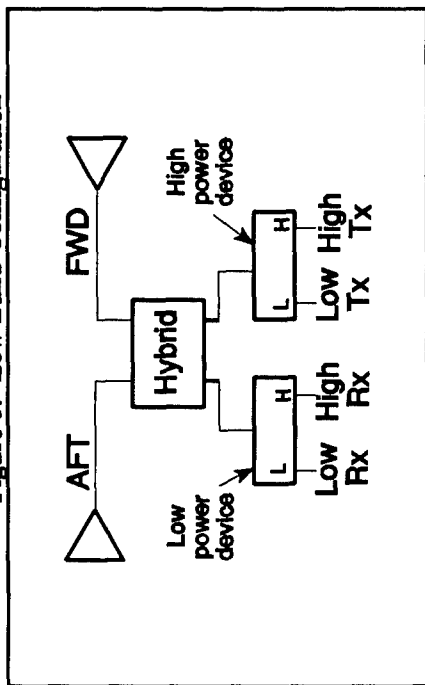 AFT
FWD
Hybrid
Low
power
device
High
power
device
L
H
L
H
Low
Rx
High
Rx
Low
Tx
High
Tx